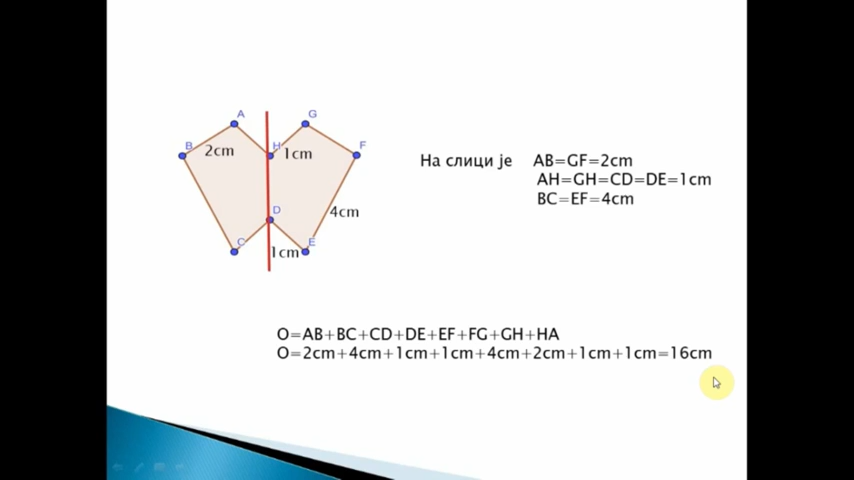 A
G
B
H
F
2cm
1cm
На слици је AB=GF=2cm
AH=GH=CD=DE=1cm
BC=EF=4cm
D
4cm
C
E
1cm
O=AB+BC+CD+DE+EF+FG+GH+HA
O=2cm+4cm+1cm+1cm+4cm+2cm+1cm+1cm=16cm